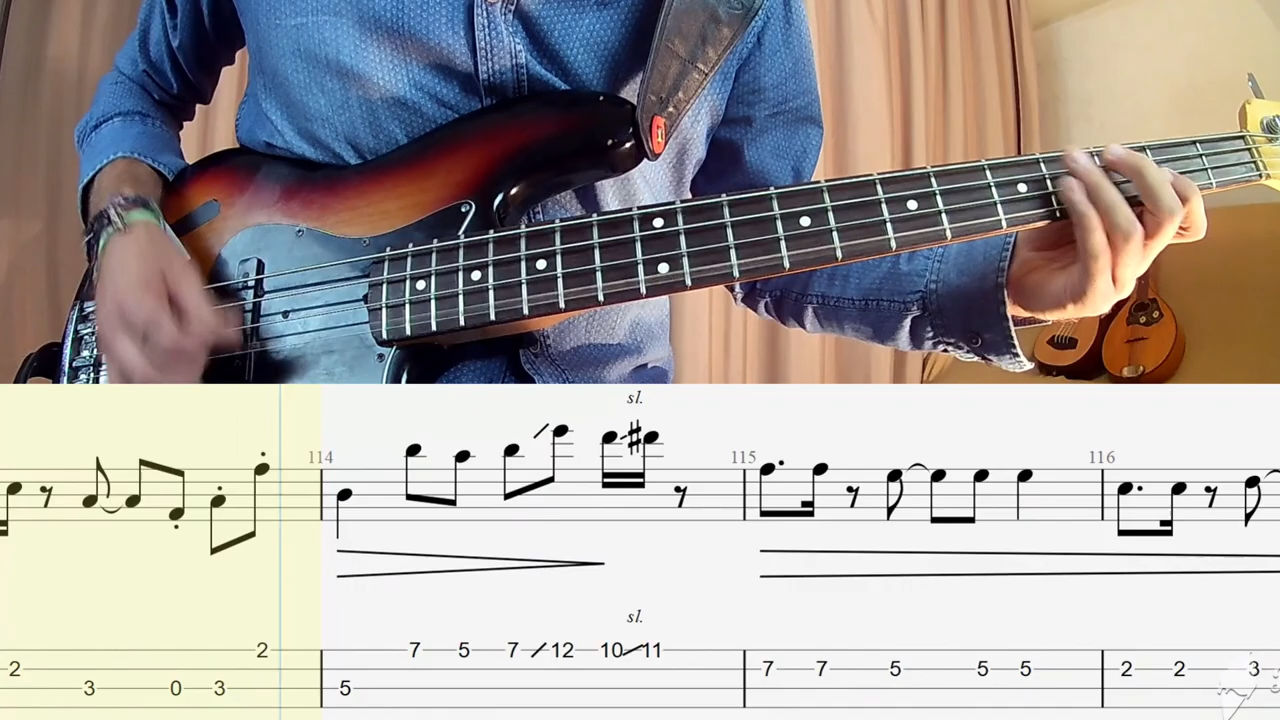 sl.
114 115 116
sl.
2 7 5 7 12 10 11
2 7 7 5 5 5 2 2 3
3 0 3 5